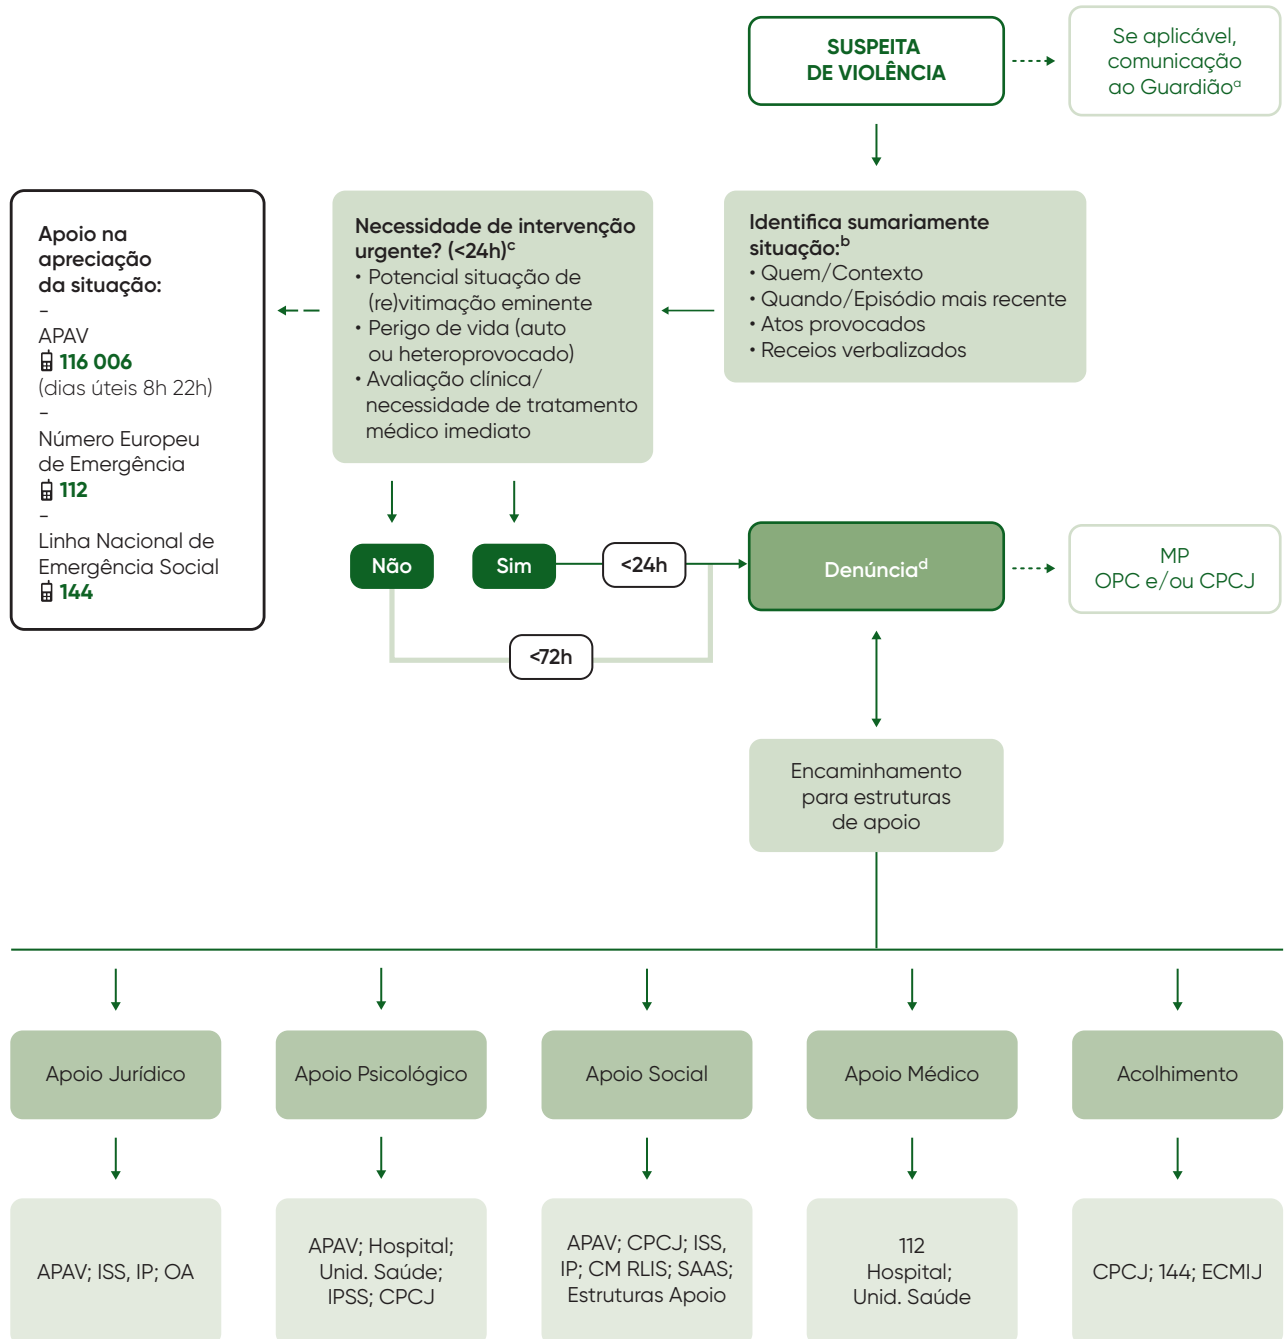 SUSPEITA
DE VIOLÊNCIA
Se aplicável,
comunicação
ao Guardiãoᵃ
Apoio na
apreciação
da situação:
–
APAV
116 006
(dias úteis 8h 22h)
–
Número Europeu
de Emergência
112
–
Linha Nacional de
Emergência Social
144
Necessidade de intervenção
urgente? (<24h)ᶜ
• Potencial situação de
(re)vitimação eminente
• Perigo de vida (auto
ou heteroprovocado)
• Avaliação clínica/
necessidade de tratamento
médico imediato
Identifica sumariamente
situação:ᵇ
• Quem/Contexto
• Quando/Episódio mais recente
• Atos provocados
• Receios verbalizados
Não
Sim
<24h
<72h
Denúnciaᵈ
MP
OPC e/ou CPCJ
Encaminhamento
para estruturas
de apoio
Apoio Jurídico
Apoio Psicológico
Apoio Social
Apoio Médico
Acolhimento
APAV; ISS, IP; OA
APAV; Hospital;
Unid. Saúde;
IPSS; CPCJ
APAV; CPCJ; ISS,
IP; CM RLIS; SAAS;
Estruturas Apoio
112
Hospital;
Unid. Saúde
CPCJ; 144; ECMIJ